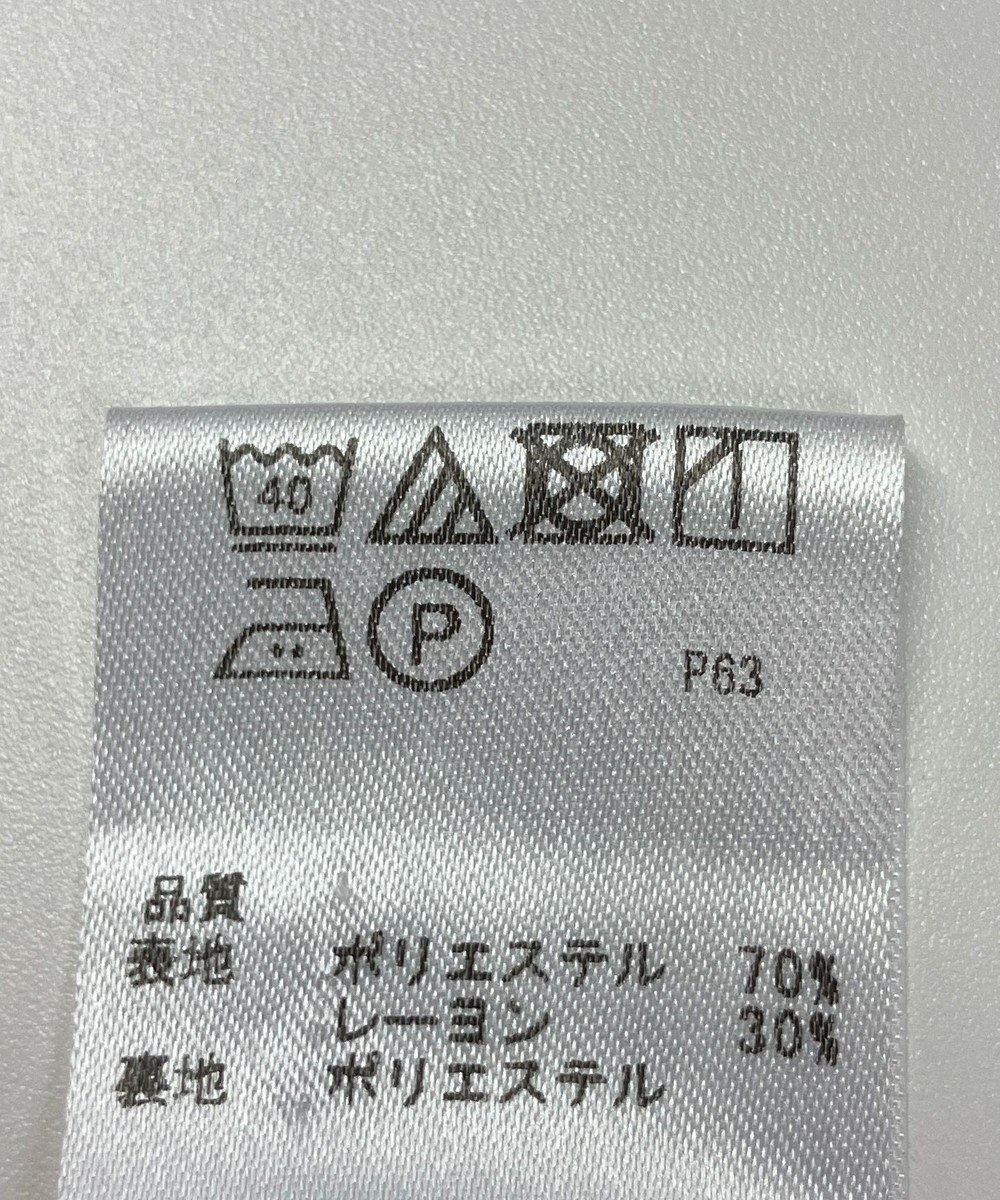 40
P P63
品質
表地 ポリエステル 70%
レーヨン 30%
裏地 ポリエステル